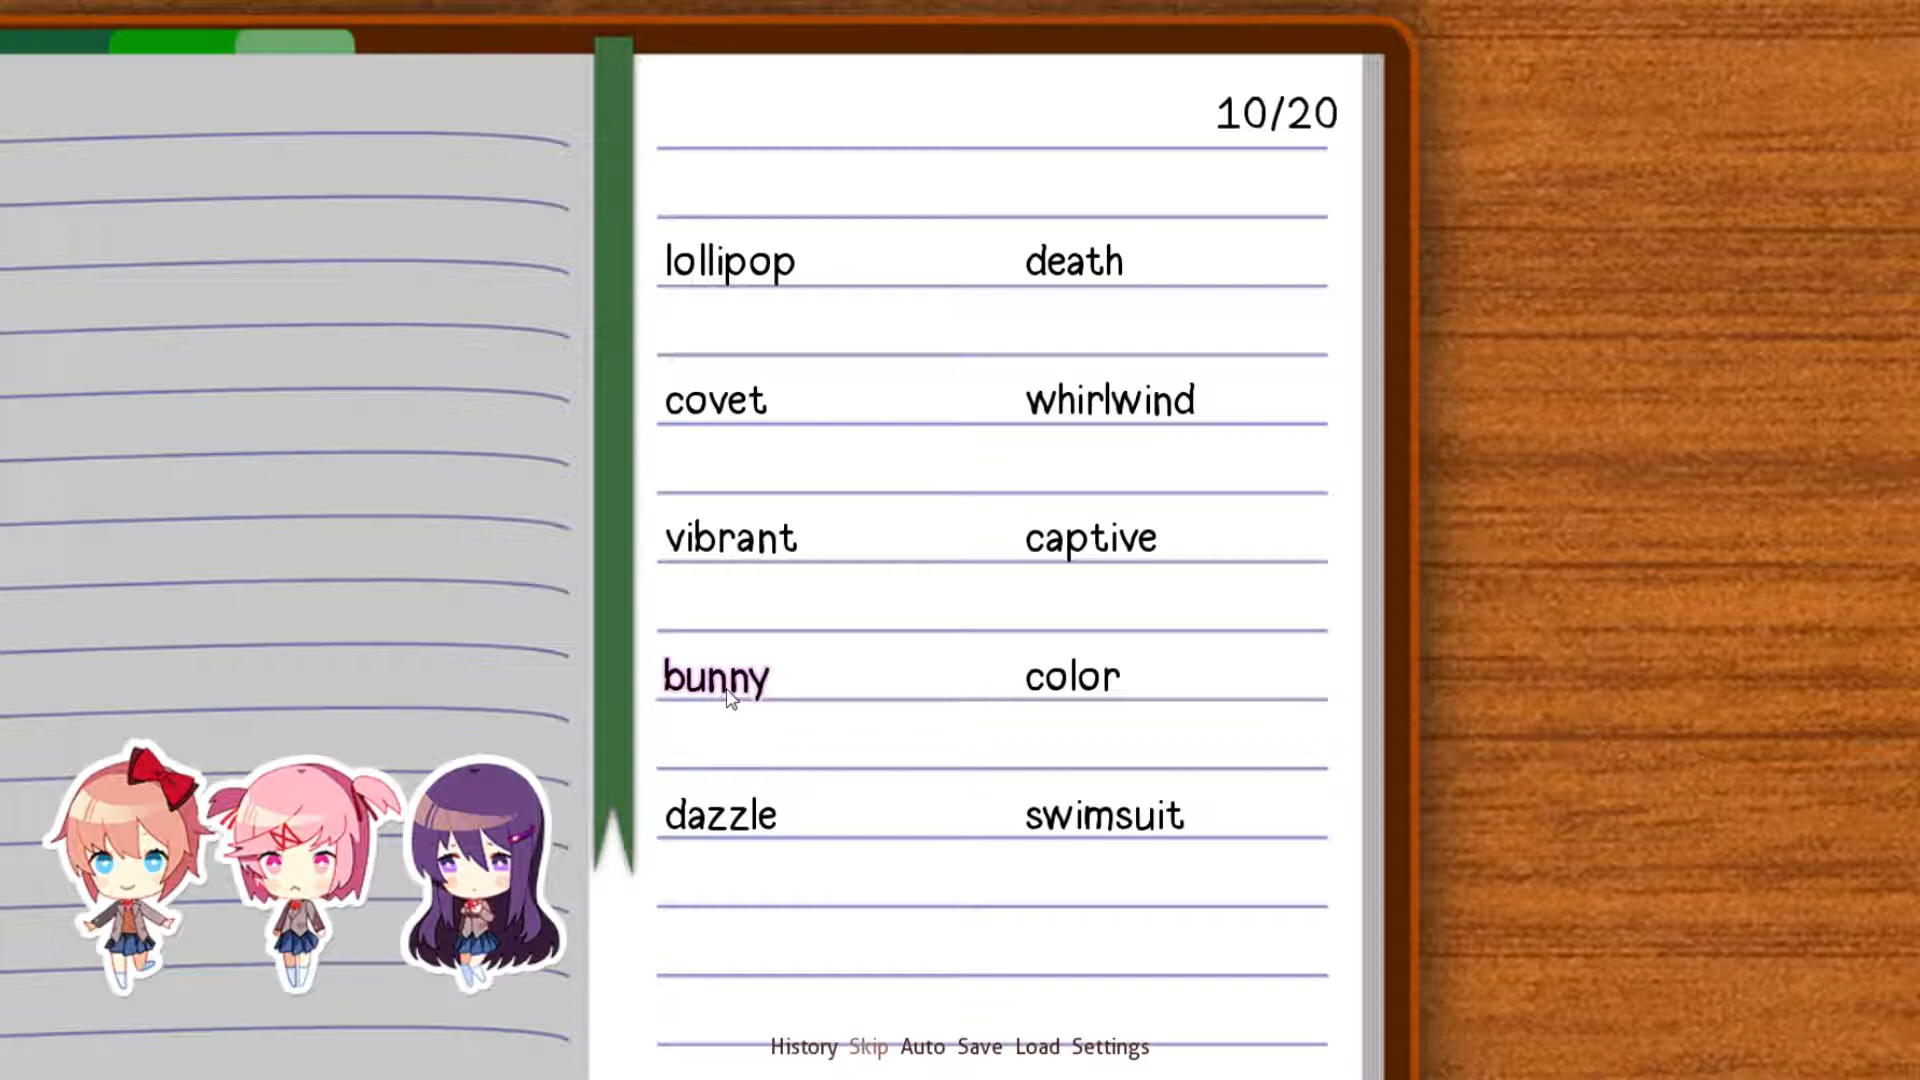 10/20
lollipop death
covet whirlwind
vibrant captive
bunny color
dazzle swimsuit
History Skip Auto Save Load Settings